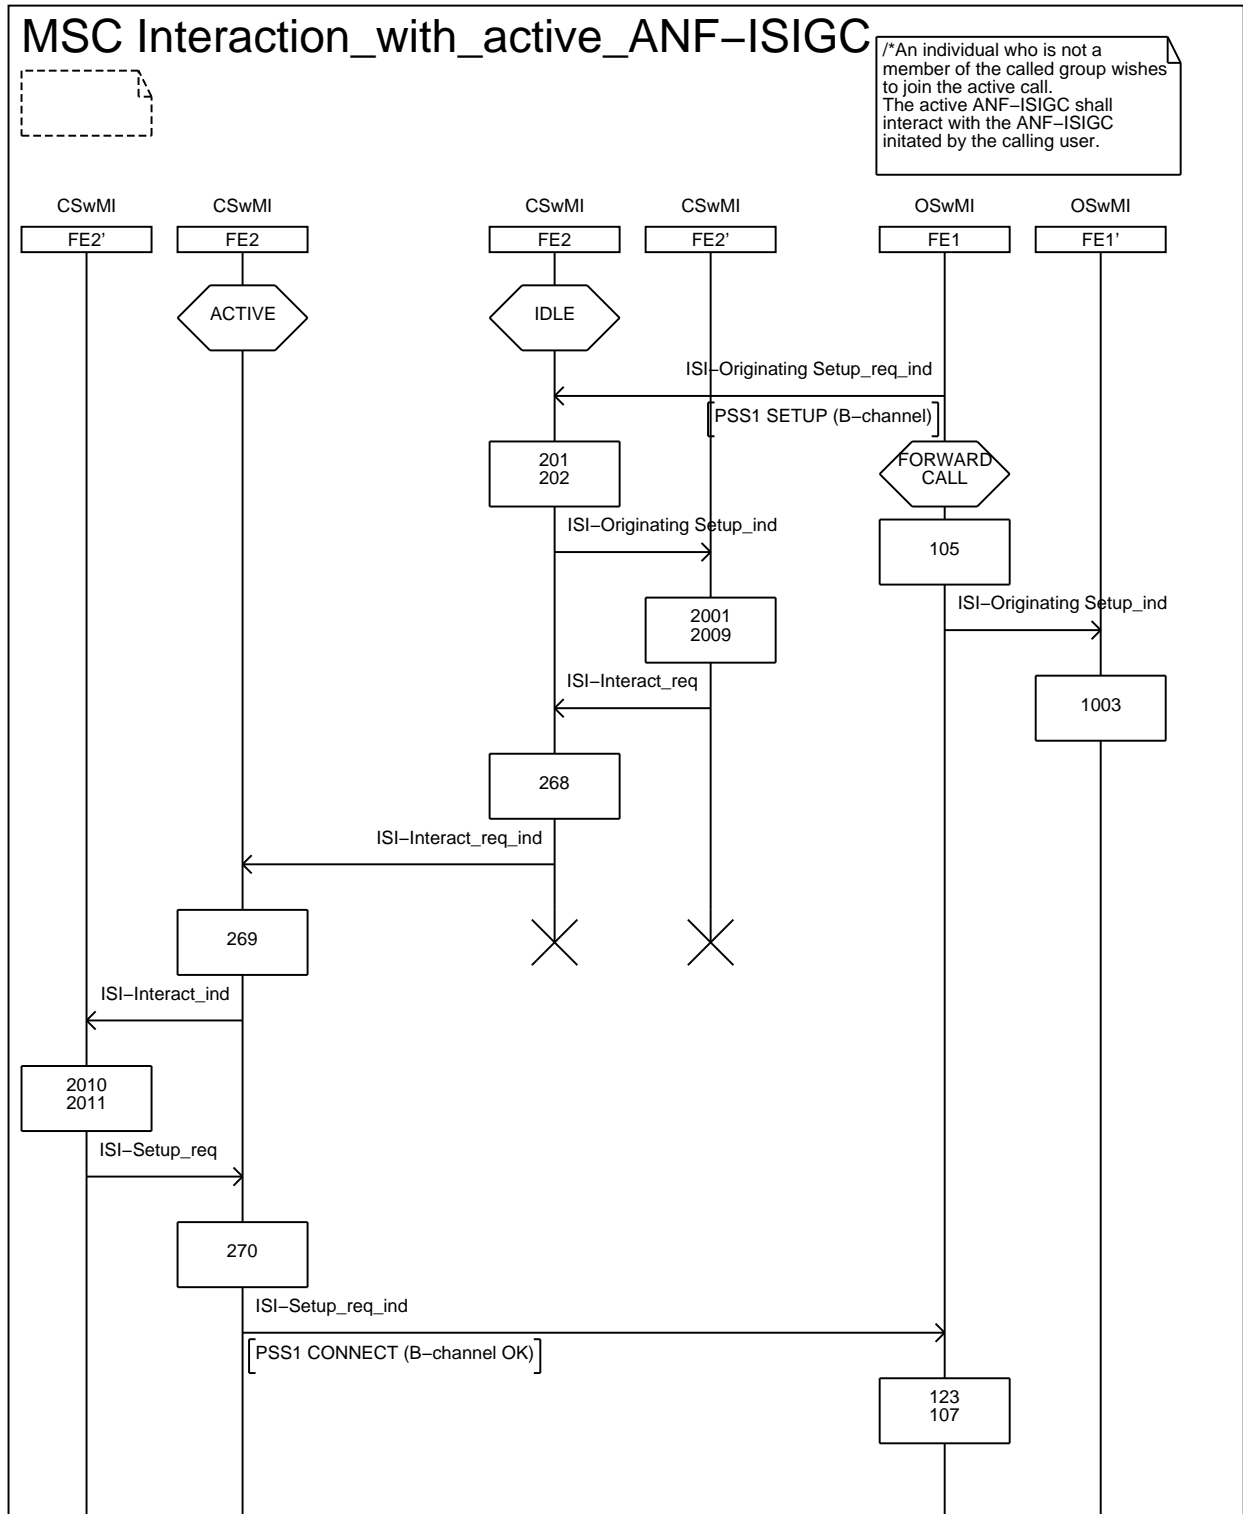 MSC Interaction_with_active_ANF−ISIGC
/*An individual who is not a
member of the called group wishes
to join the active call.
The active ANF−ISIGC shall
interact with the ANF−ISIGC
initated by the calling user.
CSwMI CSwMI CSwMI CSwMI OSwMI OSwMI
FE2’ FE2 FE2 FE2’ FE1 FE1’
ACTIVE IDLE
ISI−Originating Setup_req_ind
PSS1 SETUP (B−channel)
201
202
FORWARD
CALL
ISI−Originating Setup_ind
105
ISI−Originating Setup_ind
2001
2009
ISI−Interact_req
1003
268
ISI−Interact_req_ind
269
ISI−Interact_ind
2010
2011
ISI−Setup_req
270
ISI−Setup_req_ind
PSS1 CONNECT (B−channel OK)
123
107